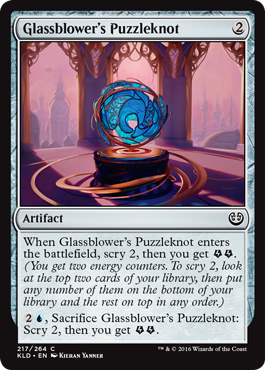 Glassblower's Puzzleknot 2
Artifact
When Glassblower's Puzzleknot enters
the battlefield, scry 2, then you get.
(You get two energy counters. To scry 2, look
at the top two cards of your library, then put
any number of them on the bottom of your
library and the rest on top in any order.)
2, Sacrifice Glassblower's Puzzleknot:
Scry 2, then you get.
217/264 C
KLD • EN Kieran Yanner
™ & © 2016 Wizards of the Coast